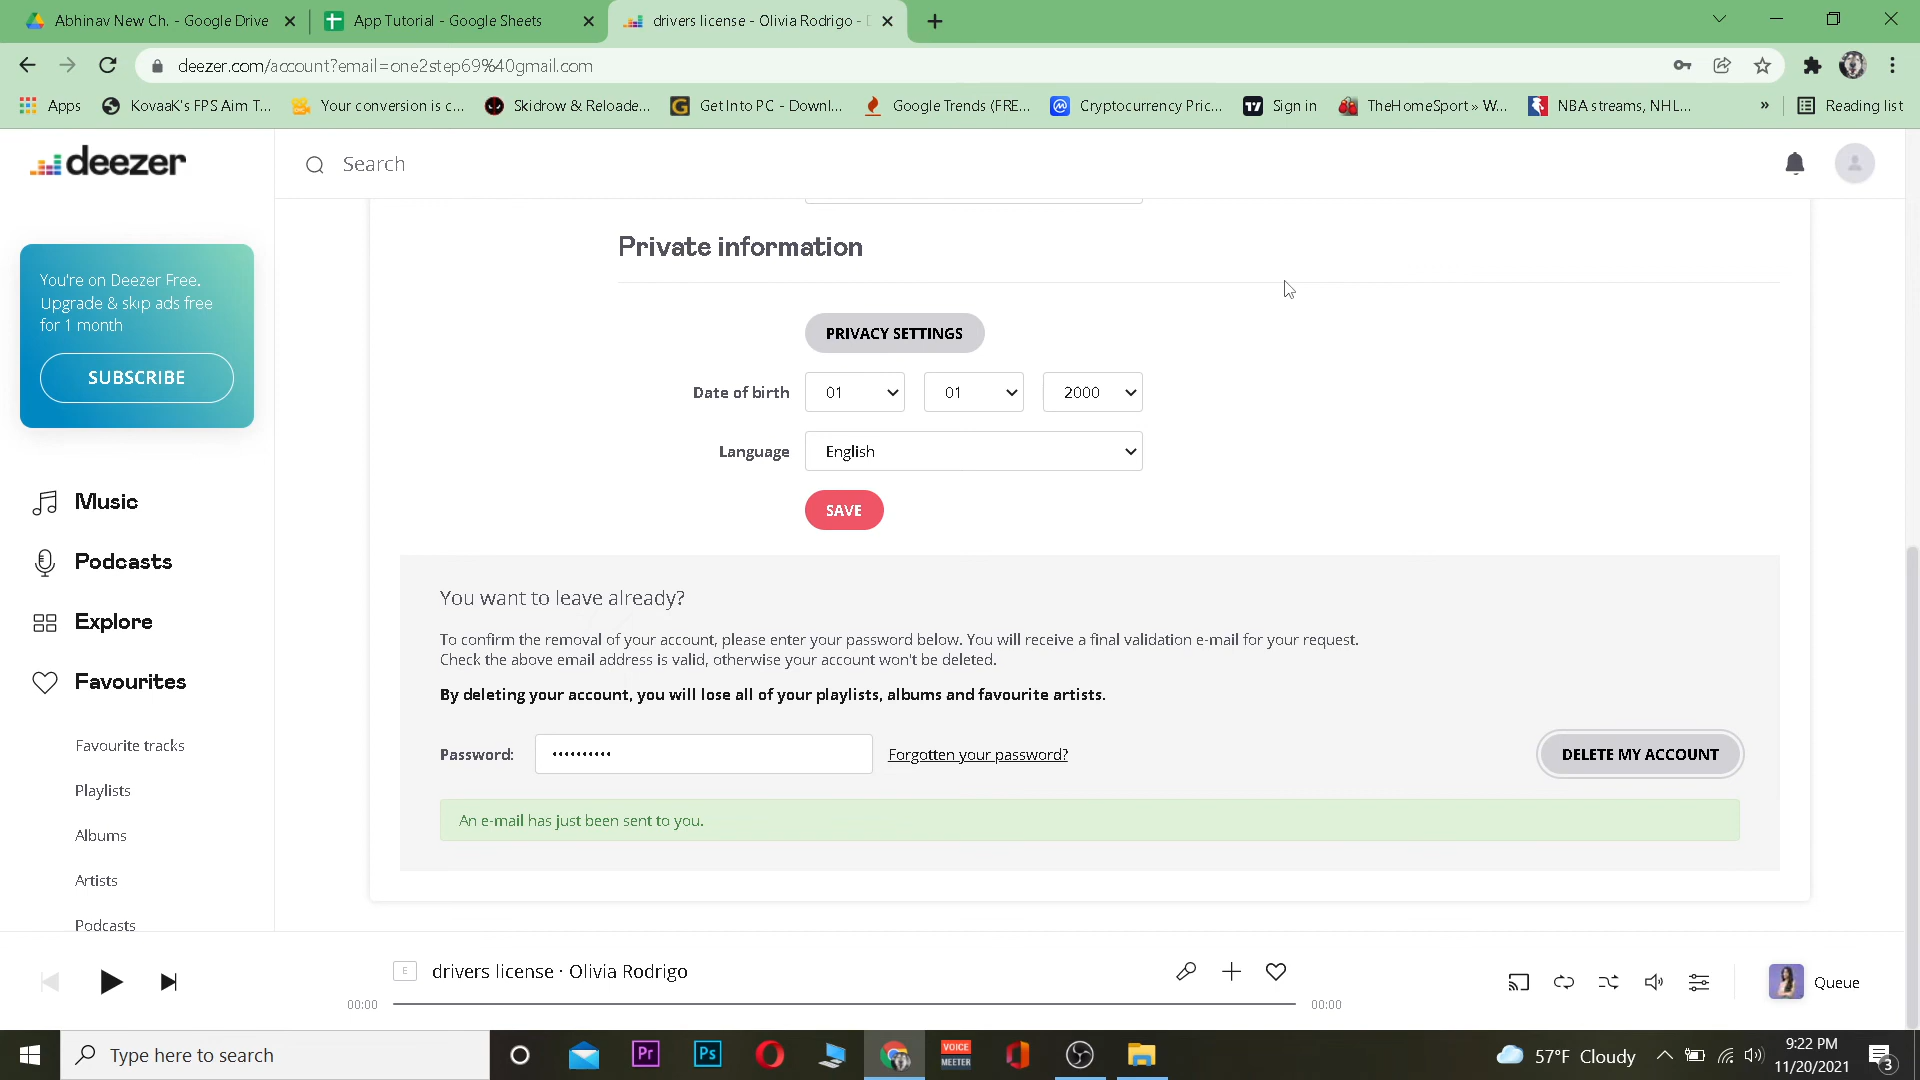 Abhinav New Ch. - Google Drive
App Tutorial - Google Sheets
drivers license - Olivia Rodrigo -
deezer.com/account?email=one2step69%40gmail.com
Apps
KovaaK's FPS Aim T...
Your conversion is c...
Skidrow & Reloade...
Get Into PC - Downl...
Google Trends (FRE...
Cryptocurrency Pric...
Sign in
TheHomeSport » W...
NBA streams, NHL...
»
Reading list
deezer
Search
You're on Deezer Free.
Upgrade & skip ads free
for 1 month
SUBSCRIBE
Music
Podcasts
Explore
Favourites
Favourite tracks
Playlists
Albums
Artists
Podcasts
Private information
PRIVACY SETTINGS
Date of birth 01 01 2000
Language English
SAVE
You want to leave already?
To confirm the removal of your account, please enter your password below. You will receive a final validation e-mail for your request.
Check the above email address is valid, otherwise your account won't be deleted.
By deleting your account, you will lose all of your playlists, albums and favourite artists.
Password: •••••••••• Forgotten your password? DELETE MY ACCOUNT
An e-mail has just been sent to you.
E drivers license · Olivia Rodrigo
00:00 00:00
Queue
Type here to search
Pr
Ps
VOICE
MEETER
57°F Cloudy
9:22 PM
11/20/2021
3